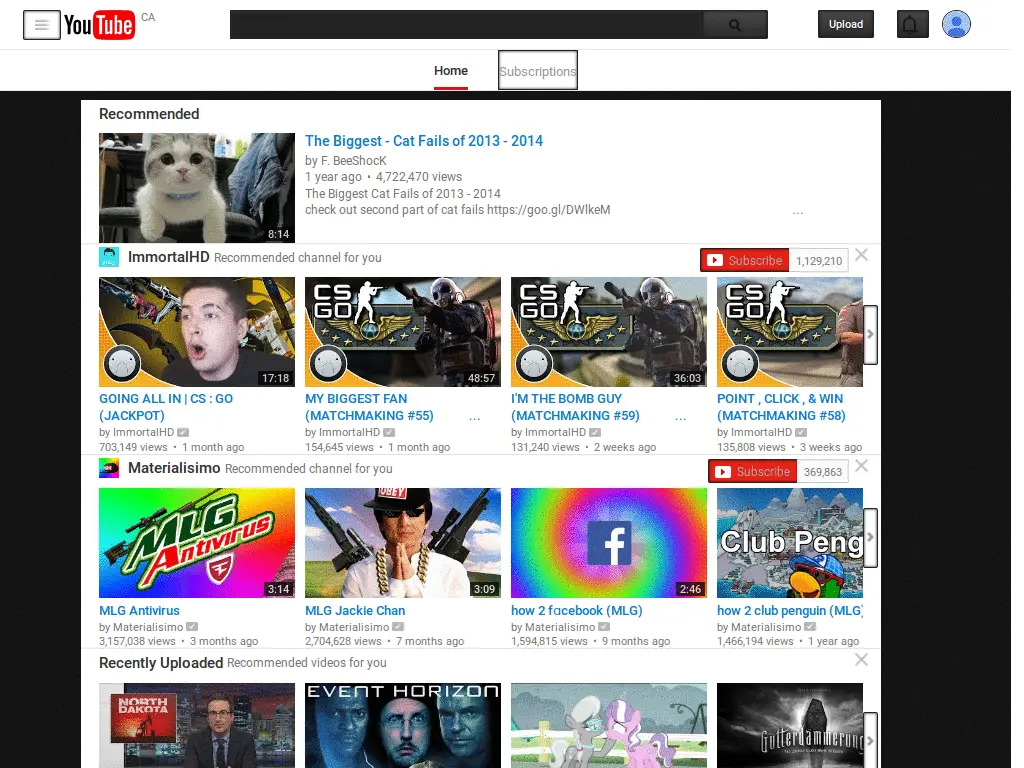 YouTube CA
Upload
Home
Subscriptions
Recommended
8:14
The Biggest - Cat Fails of 2013 - 2014
by F. BeeShocK
1 year ago • 4,722,470 views
The Biggest Cat Fails of 2013 - 2014
check out second part of cat fails https://goo.gl/DWlkeM ...
ImmortalHD Recommended channel for you
Subscribe 1,129,210
17:18
GOING ALL IN | CS : GO
(JACKPOT)
by ImmortalHD
703,149 views • 1 month ago
CS
GO
48:57
MY BIGGEST FAN
(MATCHMAKING #55) ...
by ImmortalHD
154,645 views • 1 month ago
CS
GO
36:03
I'M THE BOMB GUY
(MATCHMAKING #59) ...
by ImmortalHD
131,240 views • 2 weeks ago
CS
GO
POINT , CLICK , & WIN
(MATCHMAKING #58)
by ImmortalHD
135,808 views • 3 weeks ago
Materialisimo Recommended channel for you
Subscribe 369,863
MLG
Antivirus
3:14
MLG Antivirus
by Materialisimo
3,157,038 views • 3 months ago
OBEY
3:09
MLG Jackie Chan
by Materialisimo
2,704,628 views • 7 months ago
f
2:46
how 2 fɑcebook (MLG)
by Materialisimo
1,594,815 views • 9 months ago
Club Peng
how 2 club penguin (MLG)
by Materialisimo
1,466,194 views • 1 year ago
Recently Uploaded Recommended videos for you
NORTH
DAKOTA
EVENT HORIZON
Gutterdämmerung